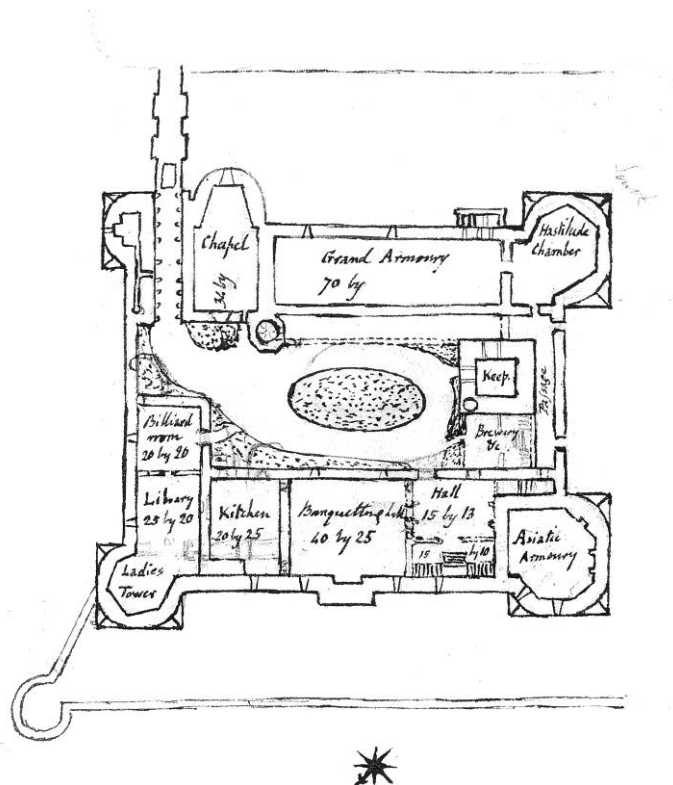 Chapel
34 by
Grand Armoury
70 by
Hastilude
Chamber
Keep.
Passage
Billiard
room
20 by 20
Brewery
&c
Library
25 by 20
Kitchen
20 by 25
Banquetting hall
40 by 25
Hall
15 by 13
15 by 10
Asiatic
Armoury
Ladies
Tower